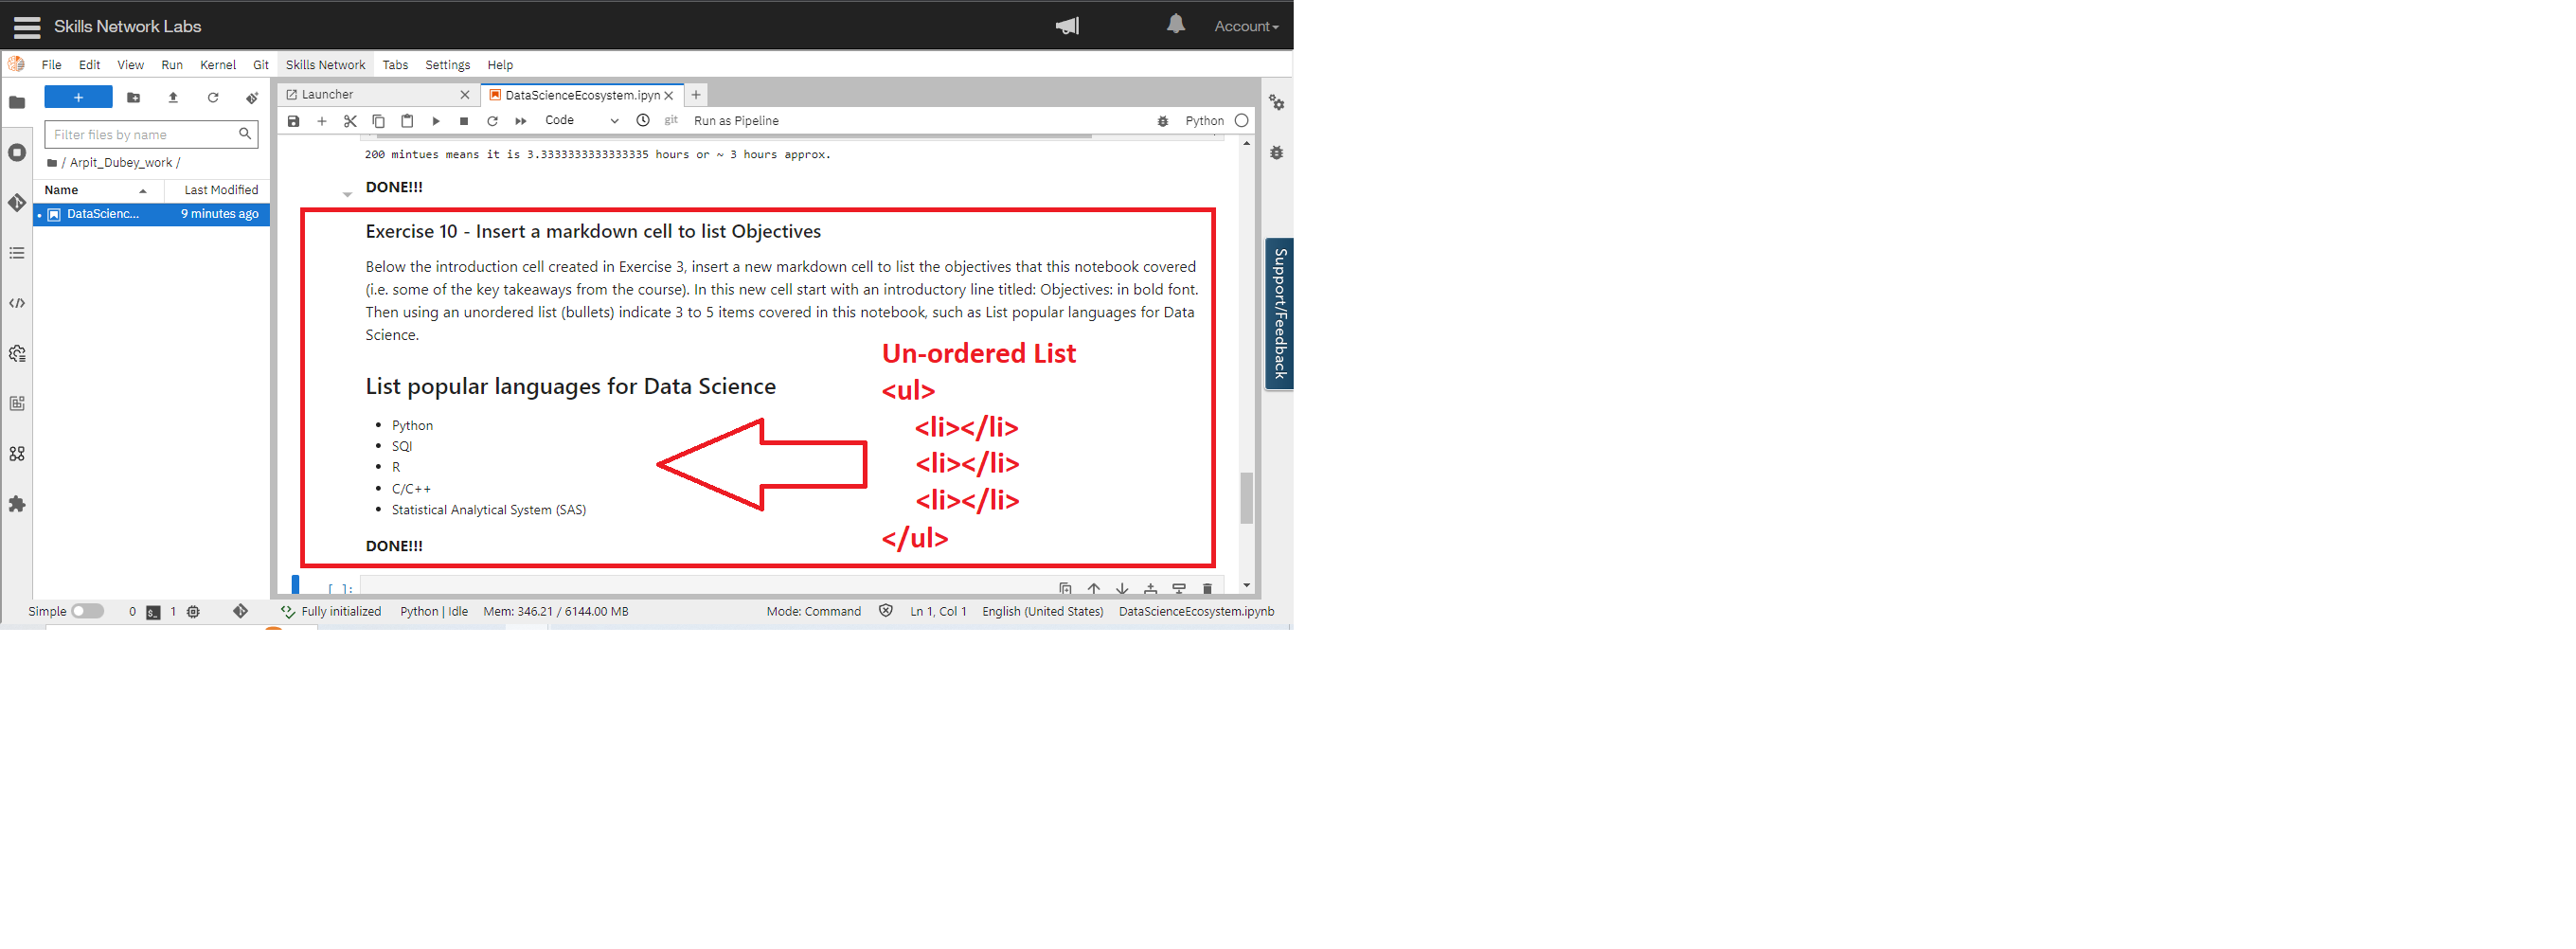 Skills Network Labs
Account
File Edit View Run Kernel Git Skills Network Tabs Settings Help
+
Launcher
DataScienceEcosystem.ipyn
+
Filter files by name
Code
git
Run as Pipeline
Python
/ Arpit_Dubey_work /
Name
Last Modified
DataScienc...
9 minutes ago
200 mintues means it is 3.3333333333333335 hours or ~ 3 hours approx.
DONE!!!
Exercise 10 - Insert a markdown cell to list Objectives
Below the introduction cell created in Exercise 3, insert a new markdown cell to list the objectives that this notebook covered
(i.e. some of the key takeaways from the course). In this new cell start with an introductory line titled: Objectives: in bold font.
Then using an unordered list (bullets) indicate 3 to 5 items covered in this notebook, such as List popular languages for Data
Science.
List popular languages for Data Science
• Python
• SQl
• R
• C/C++
• Statistical Analytical System (SAS)
DONE!!!
Un-ordered List
<ul>
<li></li>
<li></li>
<li></li>
</ul>
Support/Feedback
[ ]:
Simple
0
1
Fully initialized
Python | Idle
Mem: 346.21 / 6144.00 MB
Mode: Command
Ln 1, Col 1
English (United States)
DataScienceEcosystem.ipynb